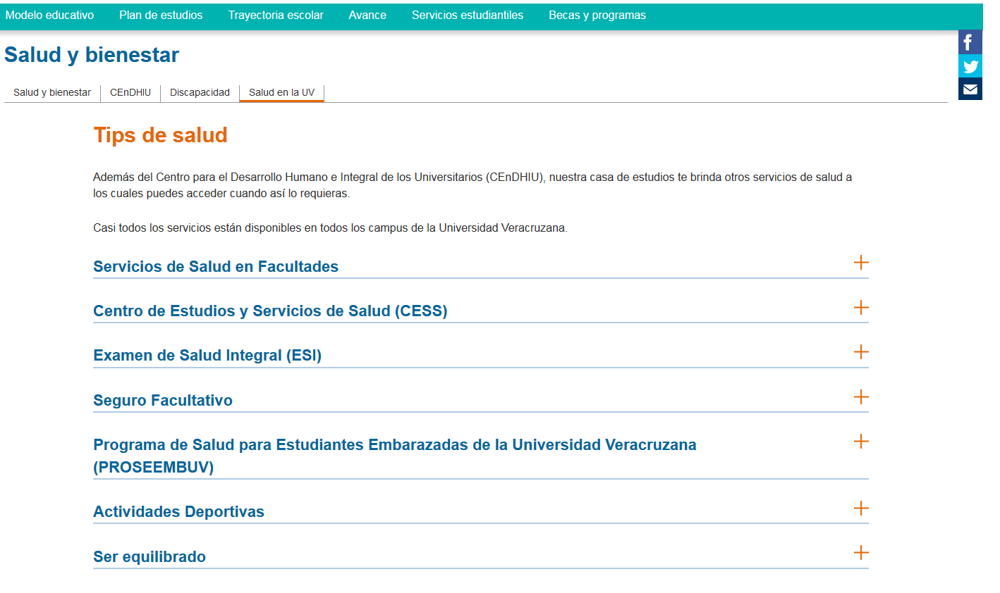 Modelo educativo Plan de estudios Trayectoria escolar Avance Servicios estudiantiles Becas y programas
Salud y bienestar
Salud y bienestar CEnDHIU Discapacidad Salud en la UV
Tips de salud
Además del Centro para el Desarrollo Humano e Integral de los Universitarios (CEnDHIU), nuestra casa de estudios te brinda otros servicios de salud a
los cuales puedes acceder cuando así lo requieras.
Casi todos los servicios están disponibles en todos los campus de la Universidad Veracruzana.
Servicios de Salud en Facultades
Centro de Estudios y Servicios de Salud (CESS)
Examen de Salud Integral (ESI)
Seguro Facultativo
Programa de Salud para Estudiantes Embarazadas de la Universidad Veracruzana
(PROSEEMBUV)
Actividades Deportivas
Ser equilibrado